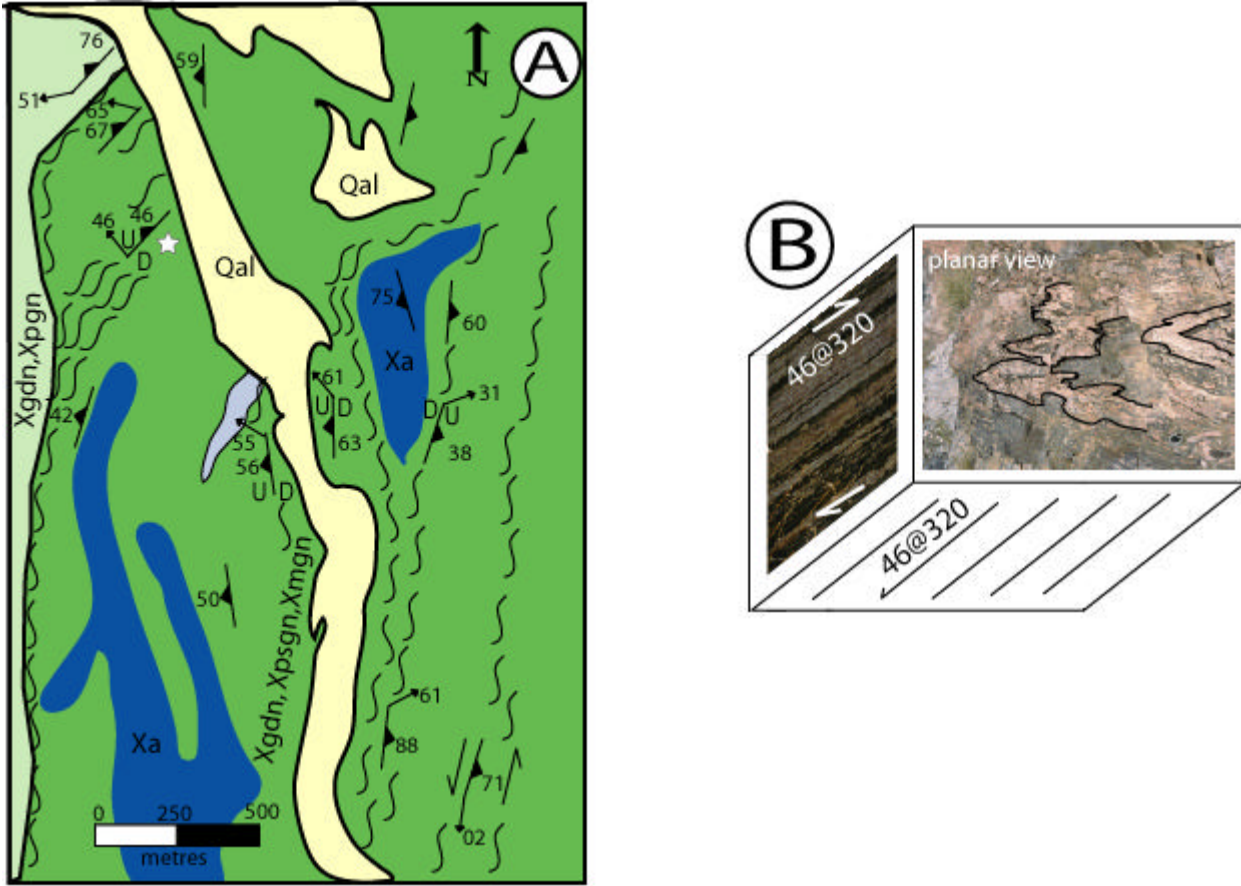 A
N
76
59
51
65
67
Qal
46
46
U
D
Qal
75
60
Xa
Xgdn,Xpgn
61
U D
63
31
D
U
38
42
55
56
U D
50
Xgdn,Xpsgn,Xmgn
61
88
Xa
71
02
0 250 500
metres
B
planar view
46@320
46@320